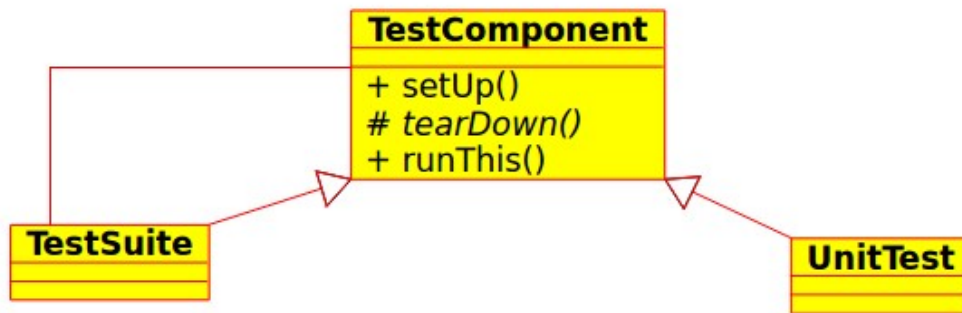 TestComponent
+ setUp()
# tearDown()
+ runThis()
TestSuite
UnitTest